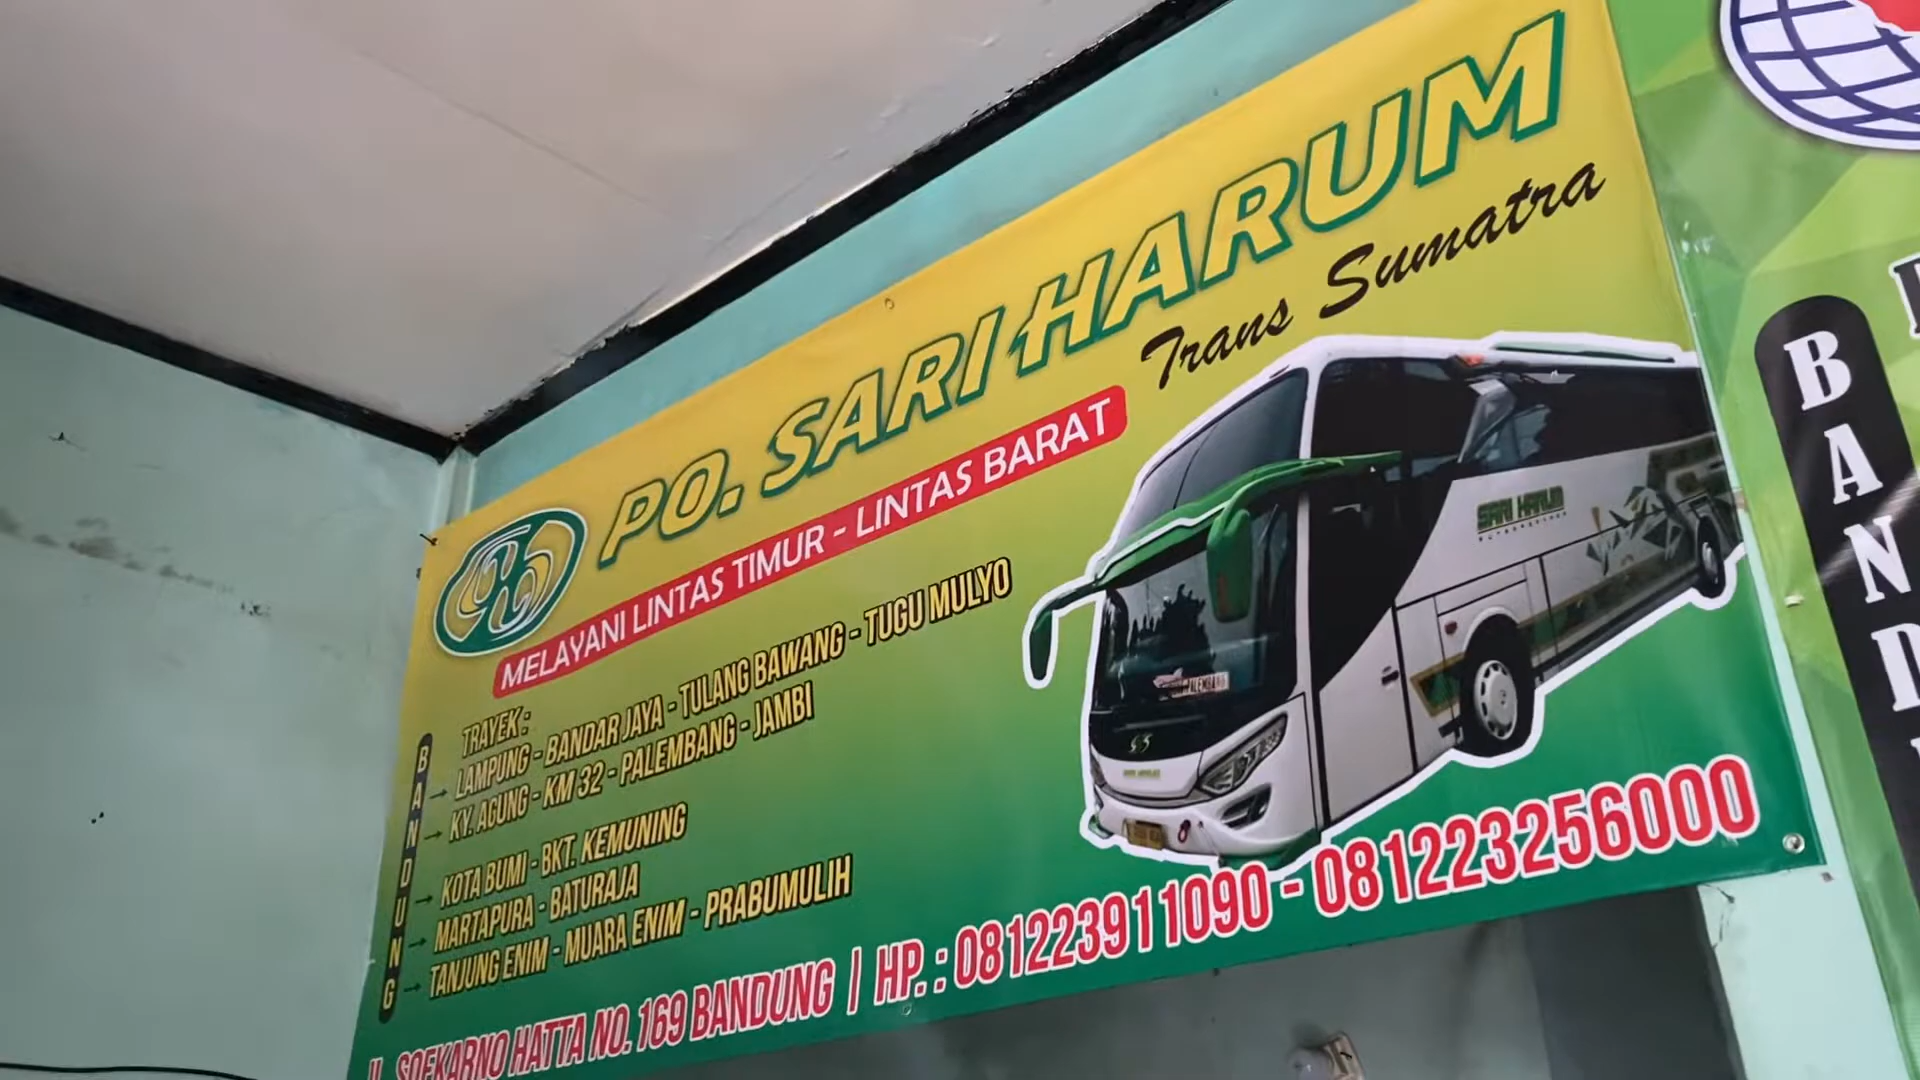 PO. SARI HARUM
Trans Sumatra
MELAYANI LINTAS TIMUR - LINTAS BARAT
BANDUNG
TRAYEK :
→ LAMPUNG - BANDAR JAYA - TULANG BAWANG - TUGU MULYO
→ KY. AGUNG - KM 32 - PALEMBANG - JAMBI
→ KOTA BUMI - BKT. KEMUNING
→ MARTAPURA - BATURAJA
→ TANJUNG ENIM - MUARA ENIM - PRABUMULIH
JL. SOEKARNO HATTA NO. 169 BANDUNG | HP. : 081223911090 - 081223256000
SARI HARUM
BAND